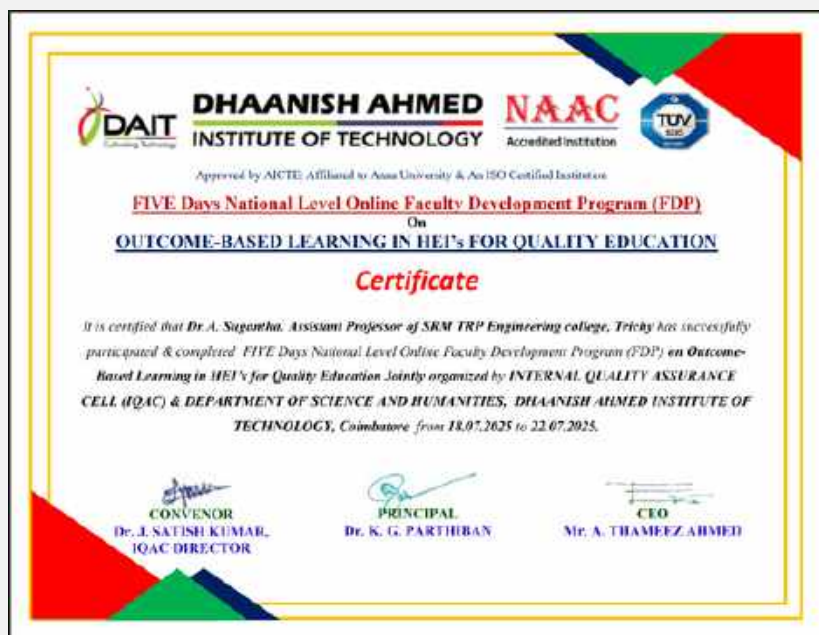 DAIT
DHAANISH AHMED
INSTITUTE OF TECHNOLOGY
NAAC
Accredited Institution
TÜV
Approved by AICTE: Affiliated to Anna University & An ISO Certified Institution
FIVE Days National Level Online Faculty Development Program (FDP)
On
OUTCOME-BASED LEARNING IN HEI's FOR QUALITY EDUCATION
Certificate
It is certified that Dr. A. Sugantha, Assistant Professor of SRM TRP Engineering college, Trichy has successfully
participated & completed FIVE Days National Level Online Faculty Development Program (FDP) on Outcome-
Based Learning in HEI's for Quality Education Jointly organized by INTERNAL QUALITY ASSURANCE
CELL (IQAC) & DEPARTMENT OF SCIENCE AND HUMANITIES, DHAANISH AHMED INSTITUTE OF
TECHNOLOGY, Coimbatore from 18.07.2025 to 22.07.2025.
CONVENOR
Dr. J. SATISH KUMAR,
IQAC DIRECTOR
PRINCIPAL
Dr. K. G. PARTHIBAN
CEO
Mr. A. THAMEEZ AHMED